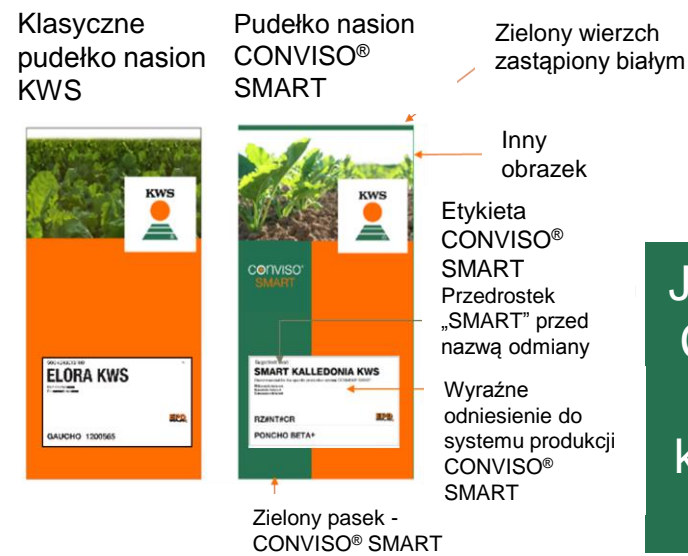 Klasyczne
pudełko nasion
KWS
Pudełko nasion
CONVISO®
SMART
Zielony wierzch
zastąpiony białym
Inny
obrazek
Etykieta
CONVISO®
SMART
Przedrostek
„SMART” przed
nazwą odmiany
Wyraźne
odniesienie do
systemu produkcji
CONVISO®
SMART
Zielony pasek -
CONVISO® SMART
KWS
ELORA KWS
GAUCHO 1200565
KWS
CONVISO®
SMART
SMART KALLEDONIA KWS
RZ#NT#CR
EPD
PONCHO BETA+
J
k